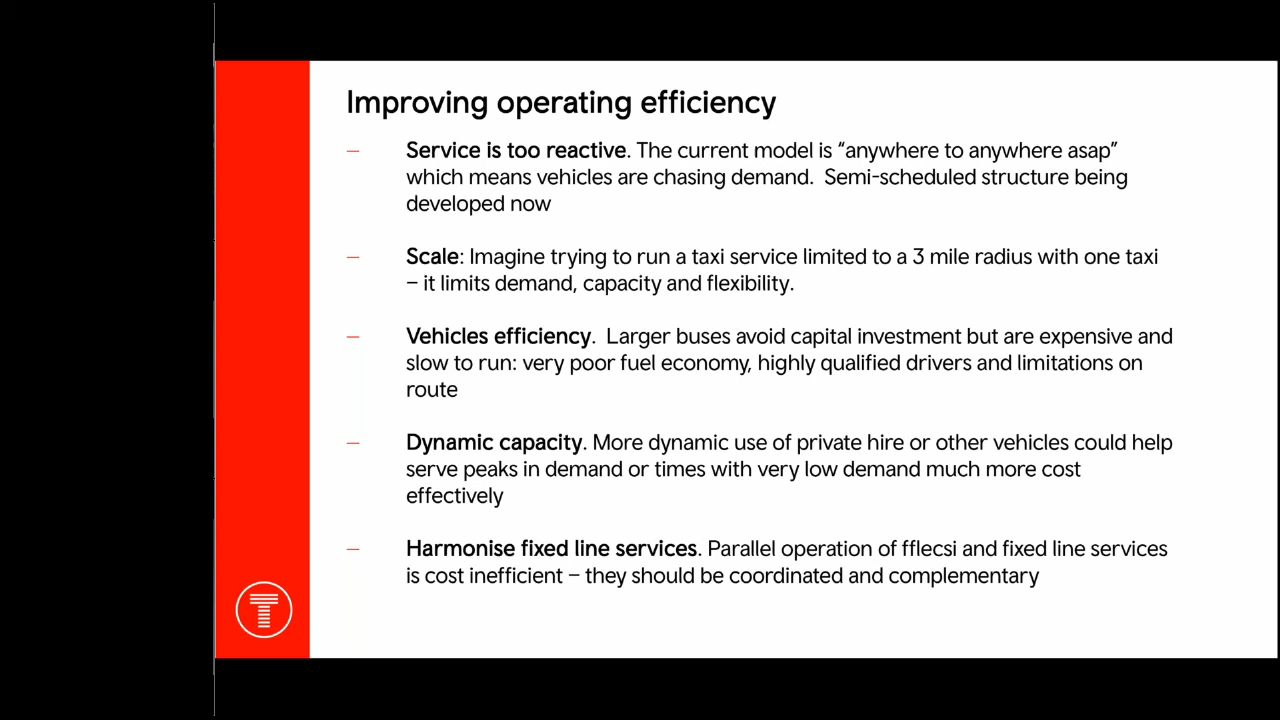 Improving operating efficiency
– Service is too reactive. The current model is “anywhere to anywhere asap”
which means vehicles are chasing demand.  Semi-scheduled structure being
developed now
– Scale: Imagine trying to run a taxi service limited to a 3 mile radius with one taxi
– it limits demand, capacity and flexibility.
– Vehicles efficiency.  Larger buses avoid capital investment but are expensive and
slow to run: very poor fuel economy, highly qualified drivers and limitations on
route
– Dynamic capacity. More dynamic use of private hire or other vehicles could help
serve peaks in demand or times with very low demand much more cost
effectively
– Harmonise fixed line services. Parallel operation of fflecsi and fixed line services
is cost inefficient – they should be coordinated and complementary
T